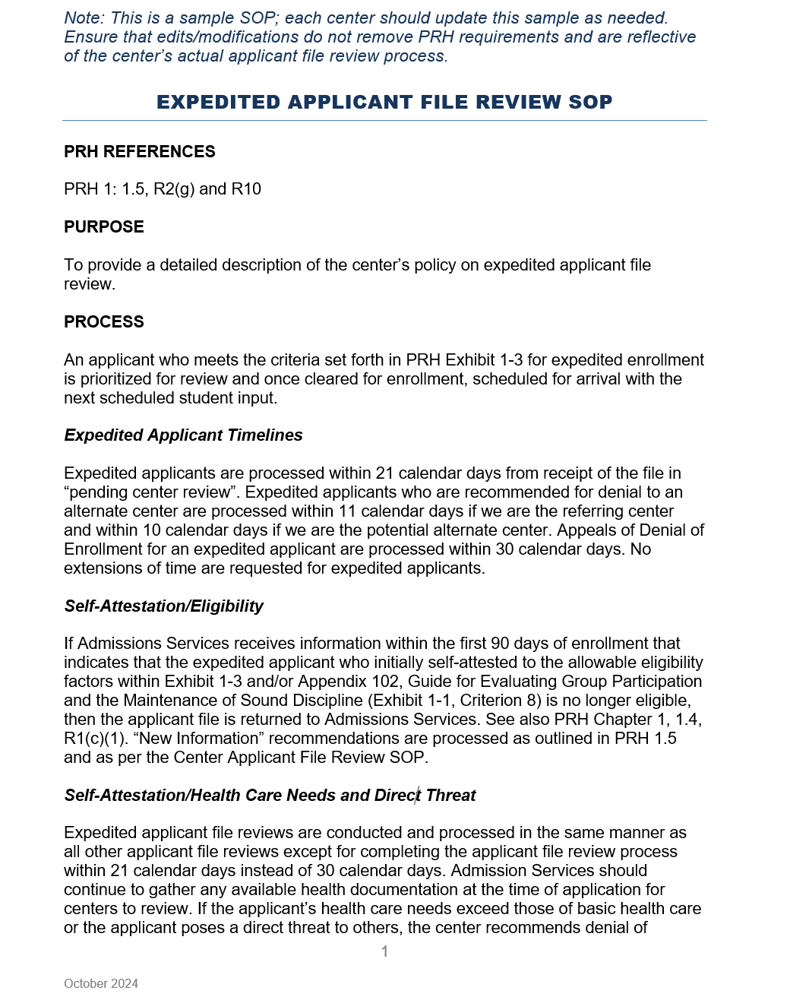 Note: This is a sample SOP; each center should update this sample as needed.
Ensure that edits/modifications do not remove PRH requirements and are reflective
of the center's actual applicant file review process.
EXPEDITED APPLICANT FILE REVIEW SOP
PRH REFERENCES
PRH 1: 1.5, R2(g) and R10
PURPOSE
To provide a detailed description of the center's policy on expedited applicant file
review.
PROCESS
An applicant who meets the criteria set forth in PRH Exhibit 1-3 for expedited enrollment
is prioritized for review and once cleared for enrollment, scheduled for arrival with the
next scheduled student input.
Expedited Applicant Timelines
Expedited applicants are processed within 21 calendar days from receipt of the file in
“pending center review”. Expedited applicants who are recommended for denial to an
alternate center are processed within 11 calendar days if we are the referring center
and within 10 calendar days if we are the potential alternate center. Appeals of Denial of
Enrollment for an expedited applicant are processed within 30 calendar days. No
extensions of time are requested for expedited applicants.
Self-Attestation/Eligibility
If Admissions Services receives information within the first 90 days of enrollment that
indicates that the expedited applicant who initially self-attested to the allowable eligibility
factors within Exhibit 1-3 and/or Appendix 102, Guide for Evaluating Group Participation
and the Maintenance of Sound Discipline (Exhibit 1-1, Criterion 8) is no longer eligible,
then the applicant file is returned to Admissions Services. See also PRH Chapter 1, 1.4,
R1(c)(1). “New Information” recommendations are processed as outlined in PRH 1.5
and as per the Center Applicant File Review SOP.
Self-Attestation/Health Care Needs and Direct Threat
Expedited applicant file reviews are conducted and processed in the same manner as
all other applicant file reviews except for completing the applicant file review process
within 21 calendar days instead of 30 calendar days. Admission Services should
continue to gather any available health documentation at the time of application for
centers to review. If the applicant's health care needs exceed those of basic health care
or the applicant poses a direct threat to others, the center recommends denial of
1
October 2024